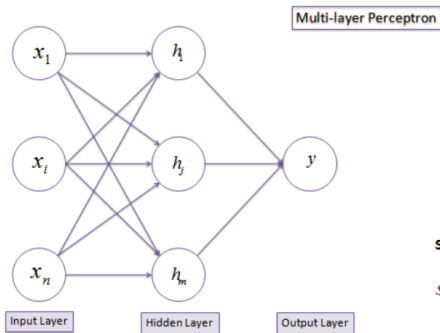 Multi-layer Perceptron
x₁ h₁
xᵢ hⱼ y
xₙ hₘ
s
s
Input Layer Hidden Layer Output Layer